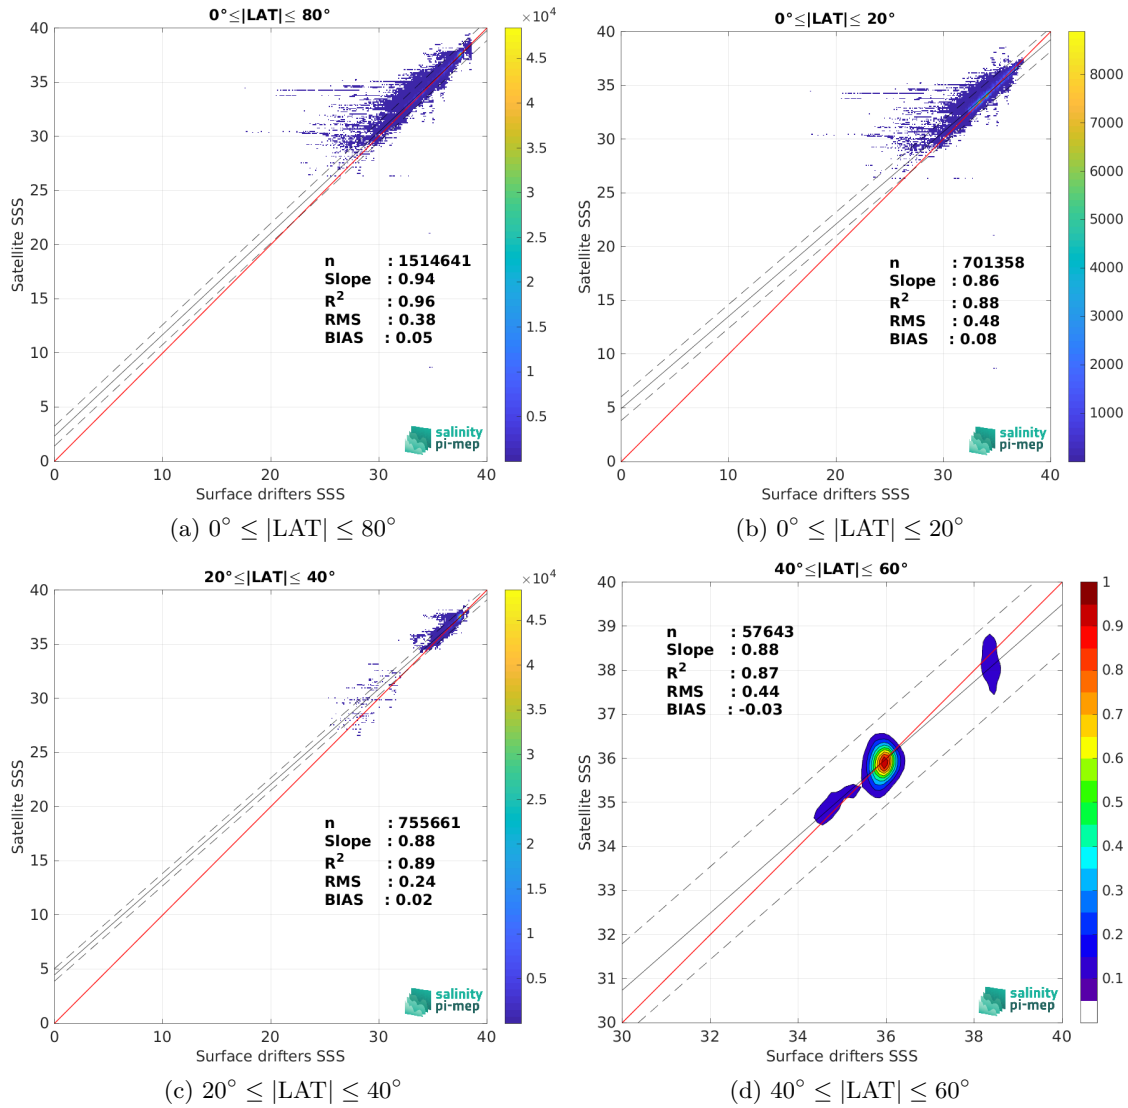 0°≤|LAT|≤ 80°
×10⁴
Satellite SSS
40
35
30
25
20
15
10
5
0
0
10
20
30
40
Surface drifters SSS
n : 1514641
Slope : 0.94
R² : 0.96
RMS : 0.38
BIAS : 0.05
4.5
4
3.5
3
2.5
2
1.5
1
0.5
salinity
pi-mep
(a) 0° ≤ |LAT| ≤ 80°
0°≤|LAT|≤ 20°
Satellite SSS
40
35
30
25
20
15
10
5
0
0
10
20
30
40
Surface drifters SSS
n : 701358
Slope : 0.86
R² : 0.88
RMS : 0.48
BIAS : 0.08
8000
7000
6000
5000
4000
3000
2000
1000
salinity
pi-mep
(b) 0° ≤ |LAT| ≤ 20°
20°≤|LAT|≤ 40°
×10⁴
Satellite SSS
40
35
30
25
20
15
10
5
0
0
10
20
30
40
Surface drifters SSS
n : 755661
Slope : 0.88
R² : 0.89
RMS : 0.24
BIAS : 0.02
4.5
4
3.5
3
2.5
2
1.5
1
0.5
salinity
pi-mep
(c) 20° ≤ |LAT| ≤ 40°
40°≤|LAT|≤ 60°
Satellite SSS
40
39
38
37
36
35
34
33
32
31
30
30
32
34
36
38
40
Surface drifters SSS
n : 57643
Slope : 0.88
R² : 0.87
RMS : 0.44
BIAS : -0.03
1
0.9
0.8
0.7
0.6
0.5
0.4
0.3
0.2
0.1
salinity
pi-mep
(d) 40° ≤ |LAT| ≤ 60°